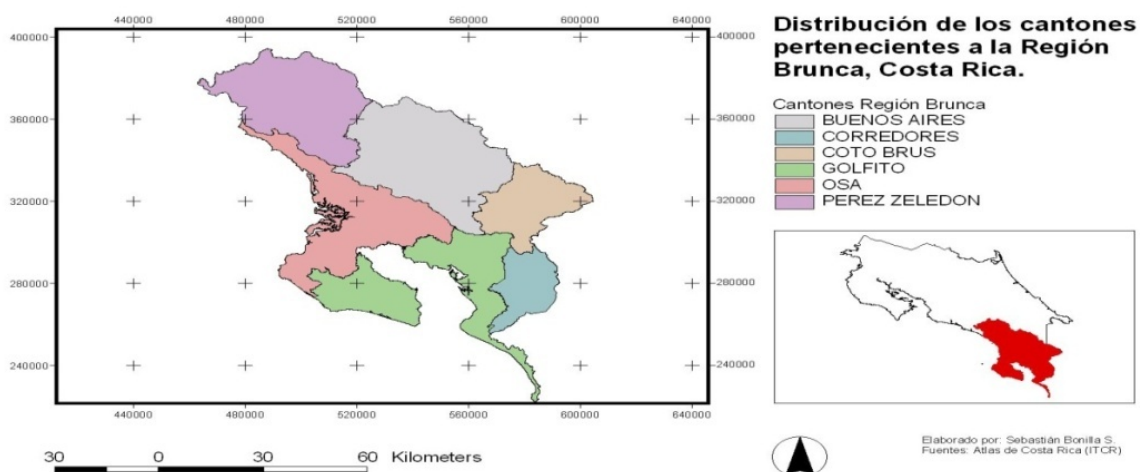 440000 480000 520000 560000 600000 640000
400000 400000
360000 360000
320000 320000
280000 280000
240000 240000
440000 480000 520000 560000 600000 640000
30 0 30 60 Kilometers
Distribución de los cantones
pertenecientes a la Región
Brunca, Costa Rica.
Cantones Región Brunca
BUENOS AIRES
CORREDORES
COTO BRUS
GOLFITO
OSA
PEREZ ZELEDON
Elaborado por: Sebastián Bonilla S.
Fuentes: Atlas de Costa Rica (ITCR)